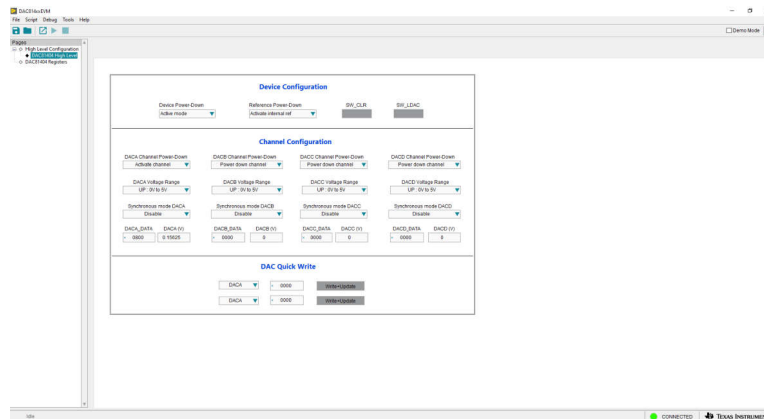 DAC814xxEVM
File Script Debug Tools Help
Demo Mode
Pages
High Level Configuration
DAC81404 High Level
DAC81404 Registers
Device Configuration
Device Power-Down Reference Power-Down SW_CLR SW_LDAC
Active mode Activate internal ref
Channel Configuration
DACA Channel Power-Down DACB Channel Power-Down DACC Channel Power-Down DACD Channel Power-Down
Activate channel Power down channel Power down channel Power down channel
DACA Voltage Range DACB Voltage Range DACC Voltage Range DACD Voltage Range
UP : 0V to 5V UP : 0V to 5V UP : 0V to 5V UP : 0V to 5V
Synchronous mode DACA Synchronous mode DACB Synchronous mode DACC Synchronous mode DACD
Disable Disable Disable Disable
DACA_DATA DACA (V) DACB_DATA DACB (V) DACC_DATA DACC (V) DACD_DATA DACD (V)
x 0800 0.15625 x 0000 0 x 0000 0 x 0000 0
DAC Quick Write
DACA x 0000 Write+Update
DACA x 0000 Write+Update
Idle CONNECTED TEXAS INSTRUME